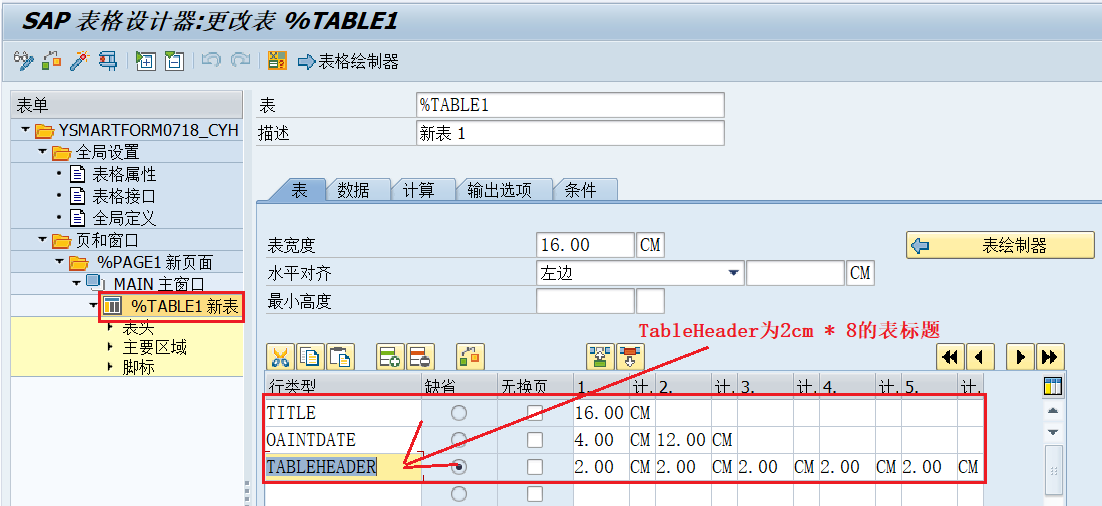 SAP 表格设计器:更改表 %TABLE1
表格绘制器
表单
YSMARTFORM0718_CYH
全局设置
表格属性
表格接口
全局定义
页和窗口
%PAGE1 新页面
MAIN 主窗口
%TABLE1 新表
表头
主要区域
脚标
表 %TABLE1
描述 新表 1
表 数据 计算 输出选项 条件
表宽度 16.00 CM 表绘制器
水平对齐 左边 CM
最小高度
TableHeader为2cm * 8的表标题
行类型 缺省 无换页 1. 计. 2. 计. 3. 计. 4. 计. 5. 计.
TITLE 16.00 CM
OAINTDATE 4.00 CM 12.00 CM
TABLEHEADER 2.00 CM 2.00 CM 2.00 CM 2.00 CM 2.00 CM